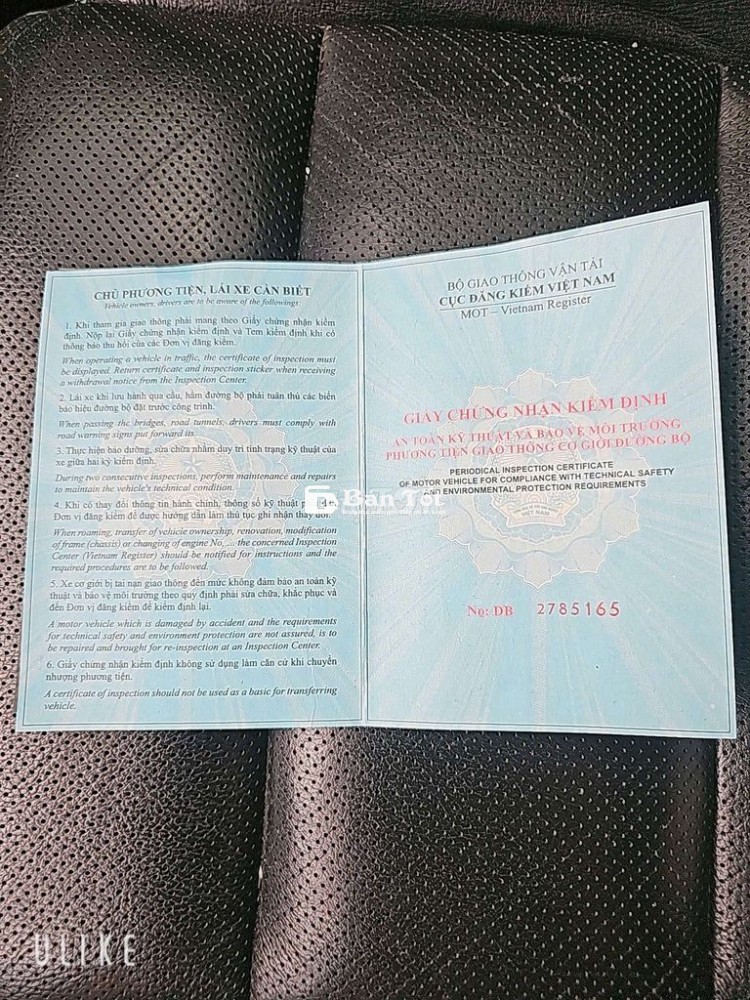 CHỦ PHƯƠNG TIỆN, LÁI XE CẦN BIẾT
Vehicle owners, drivers are to be aware of the followings:
1. Khi tham gia giao thông phải mang theo Giấy chứng nhận kiểm
định. Nộp lại Giấy chứng nhận kiểm định và Tem kiểm định khi có
thông báo thu hồi của các Đơn vị đăng kiểm.
When operating a vehicle in traffic, the certificate of inspection must
be displayed. Return certificate and inspection sticker when receiving
a withdrawal notice from the Inspection Center.
2. Lái xe khi lưu hành qua cầu, hầm đường bộ phải tuân thủ các biển
báo hiệu đường bộ đặt trước công trình.
When passing the bridges, road tunnels, drivers must comply with
road warning signs put forward its.
3. Thực hiện bảo dưỡng, sửa chữa nhằm duy trì tình trạng kỹ thuật của
xe giữa hai kỳ kiểm định.
During two consecutive inspections, perform maintenance and repairs
to maintain the vehicle's technical condition.
4. Khi có thay đổi thông tin hành chính, thông số kỹ thuật
Đơn vị đăng kiểm để được hướng dẫn làm thủ tục ghi nhận thay đổi.
When roaming, transfer of vehicle ownership, renovation, modification
of frame (chassis) or changing of engine No, ... the concerned Inspection
Center (Vietnam Register) should be notified for instructions and the
required procedures are to be followed.
5. Xe cơ giới bị tai nạn giao thông đến mức không đảm bảo an toàn kỹ
thuật và bảo vệ môi trường theo quy định phải sửa chữa, khắc phục và
đến Đơn vị đăng kiểm để kiểm định lại.
A motor vehicle which is damaged by accident and the requirements
for technical safety and environment protection are not assured, is to
be repaired and brought for re-inspection at an Inspection Center.
6. Giấy chứng nhận kiểm định không sử dụng làm căn cứ khi chuyển
nhượng phương tiện.
A certificate of inspection should not be used as a basic for transferring
vehicle.
BỘ GIAO THÔNG VẬN TẢI
CỤC ĐĂNG KIỂM VIỆT NAM
MOT – Vietnam Register
GIẤY CHỨNG NHẬN KIỂM ĐỊNH
AN TOÀN KỸ THUẬT VÀ BẢO VỆ MÔI TRƯỜNG
PHƯƠNG TIỆN GIAO THÔNG CƠ GIỚI ĐƯỜNG BỘ
PERIODICAL INSPECTION CERTIFICATE
OF MOTOR VEHICLE FOR COMPLIANCE WITH TECHNICAL SAFETY
AND ENVIRONMENTAL PROTECTION REQUIREMENTS
VIỆT NAM
No: DB 2785165
Bán Tốt
ULIKE